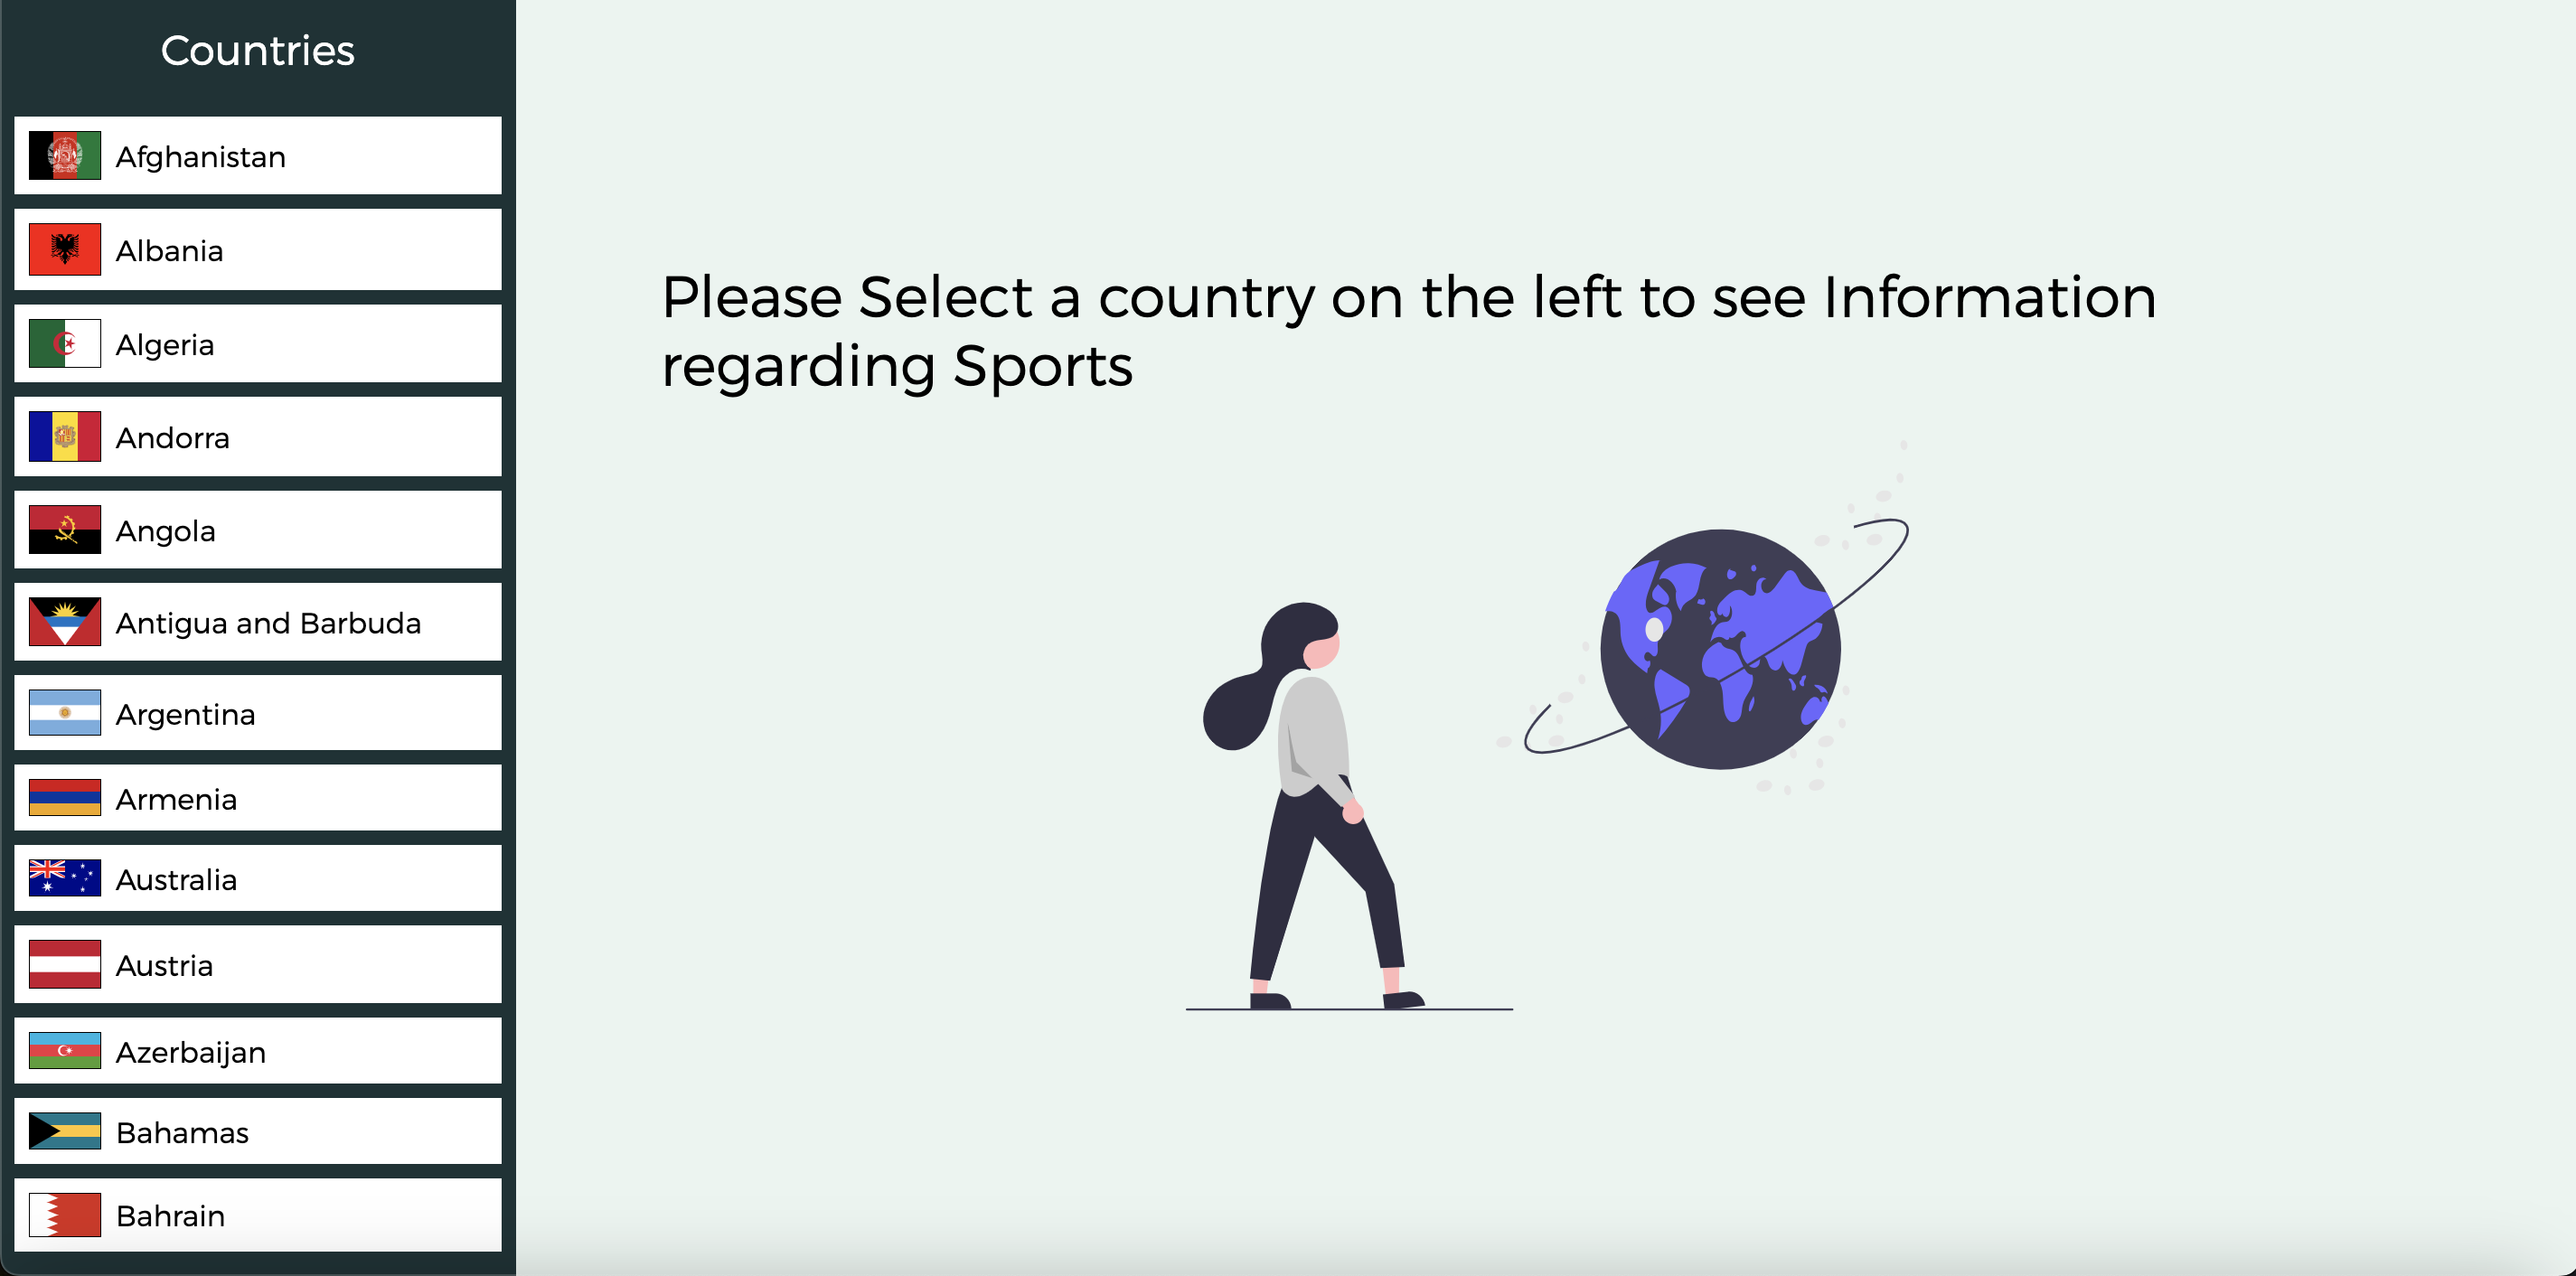 Countries
Afghanistan
Albania
Algeria
Andorra
Angola
Antigua and Barbuda
Argentina
Armenia
Australia
Austria
Azerbaijan
Bahamas
Bahrain
Please Select a country on the left to see Information
regarding Sports